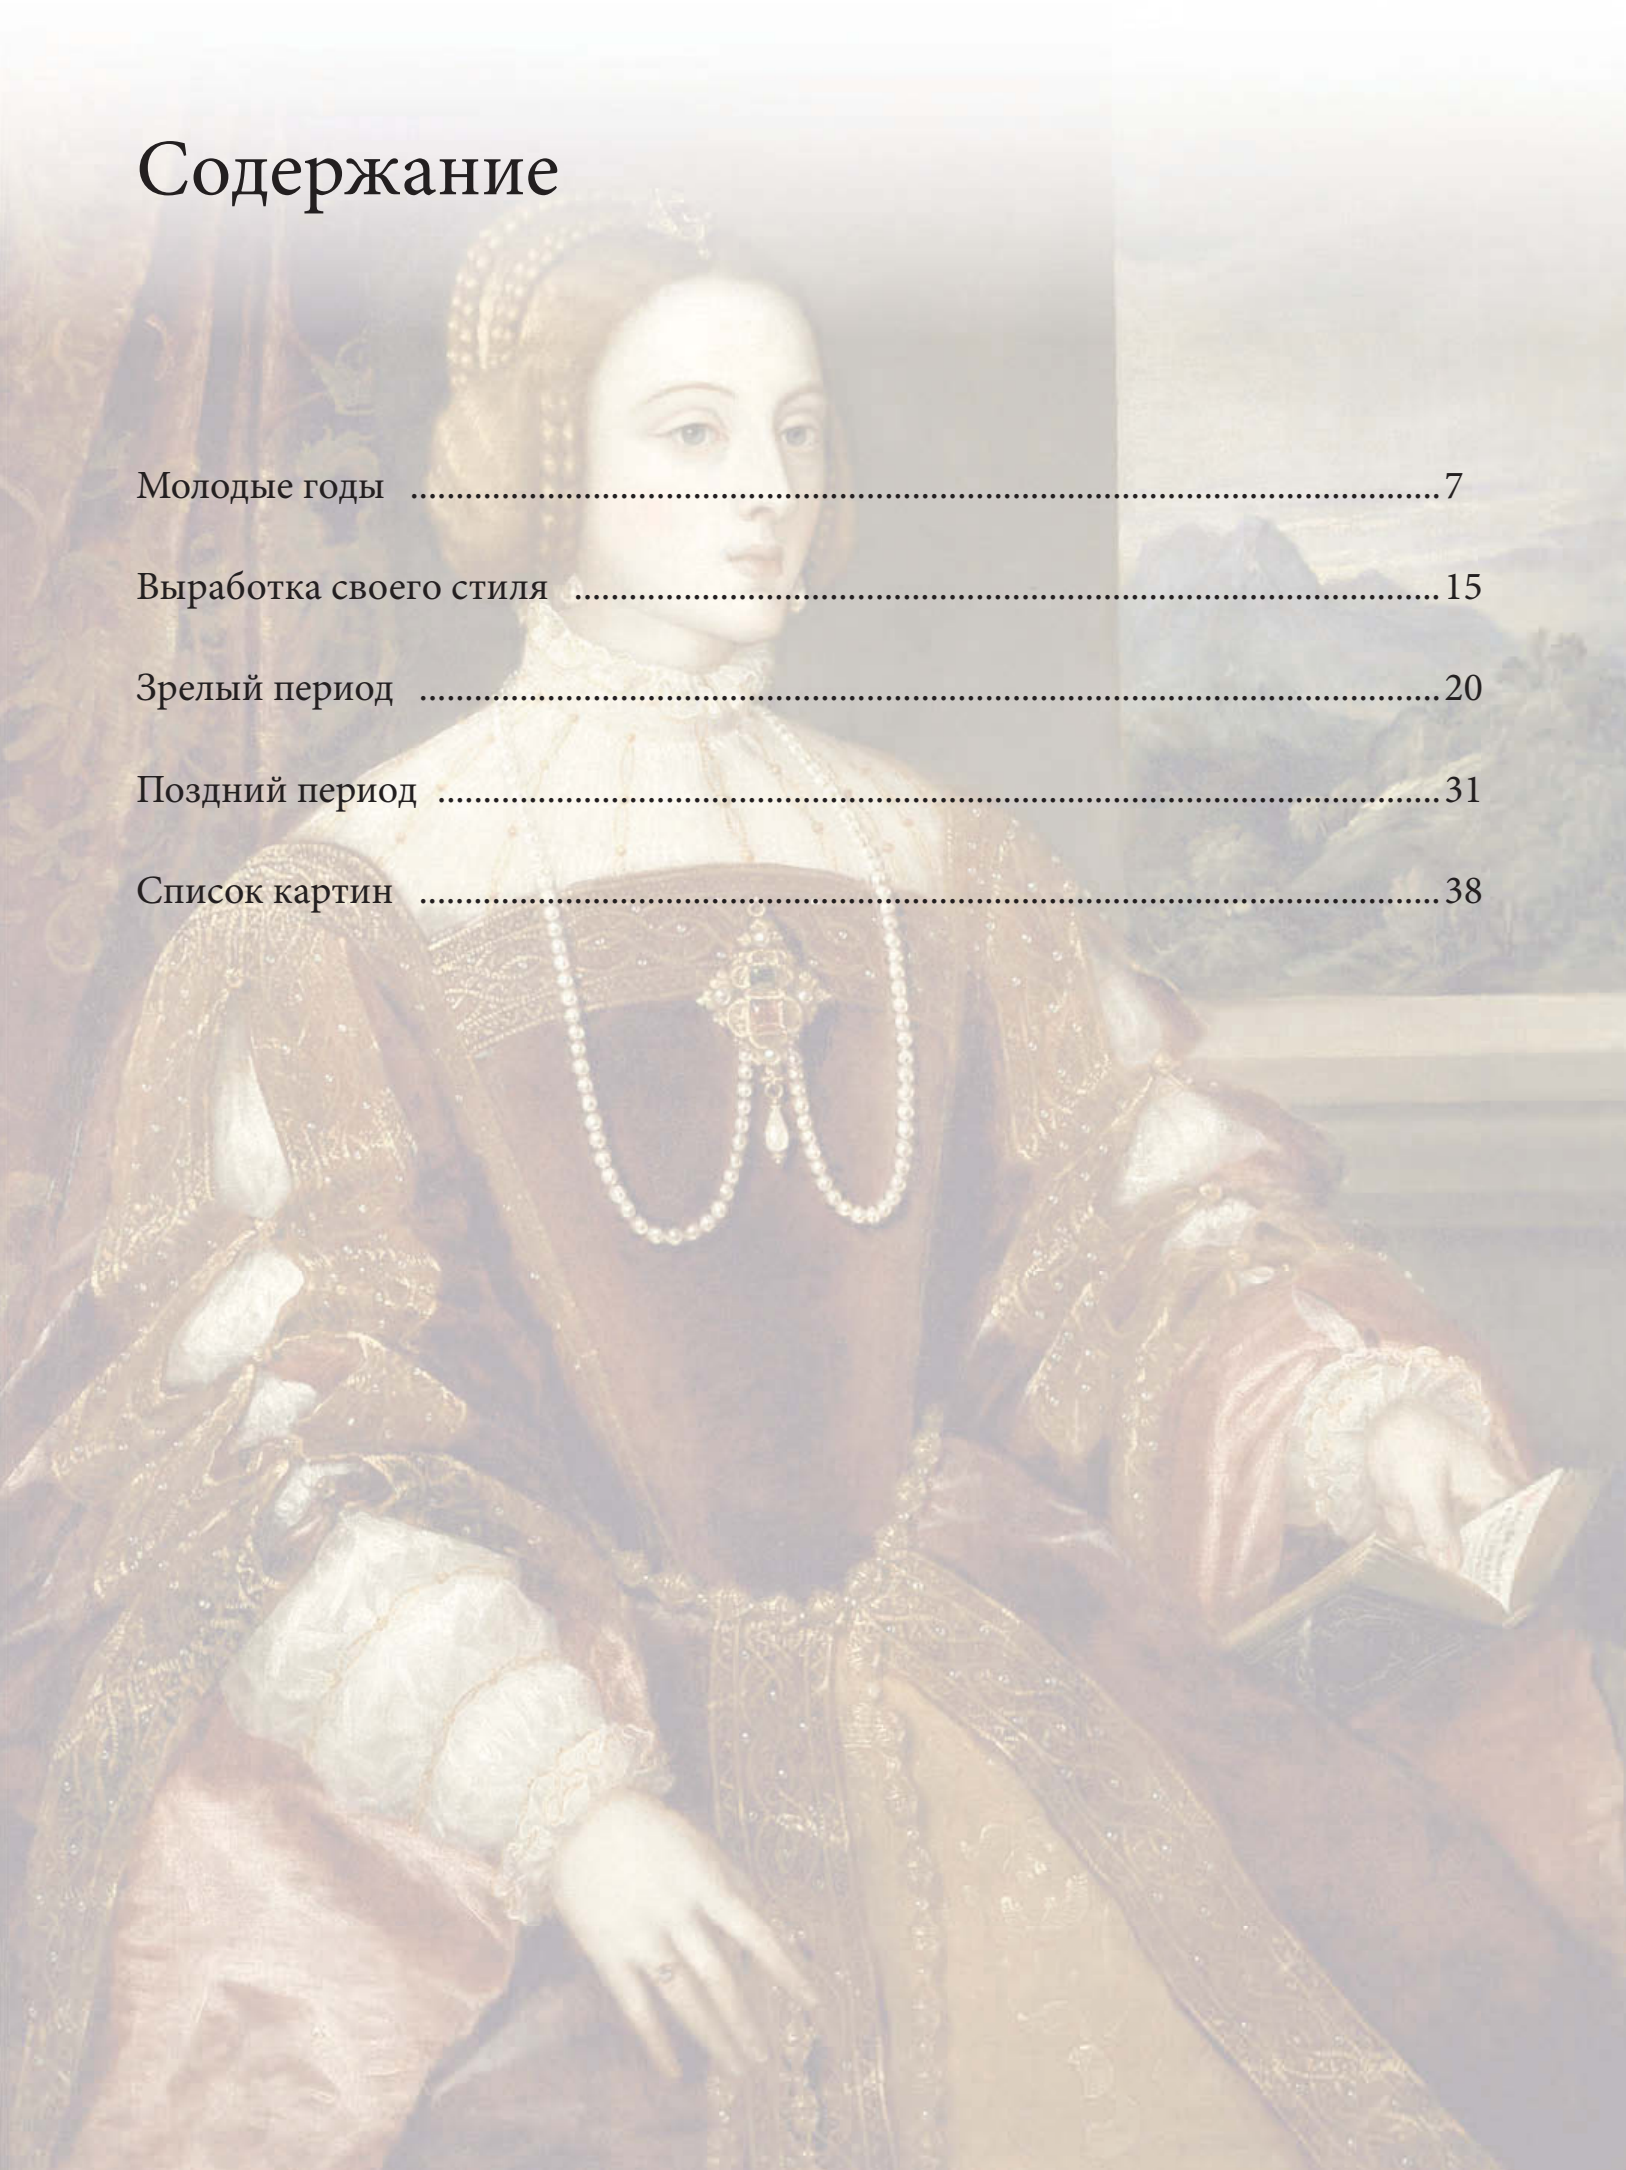 Содержание
Молодые годы ........................................................................................................................ 7
Выработка своего стиля ........................................................................................................ 15
Зрелый период ........................................................................................................................ 20
Поздний период ........................................................................................................................ 31
Список картин ........................................................................................................................ 38